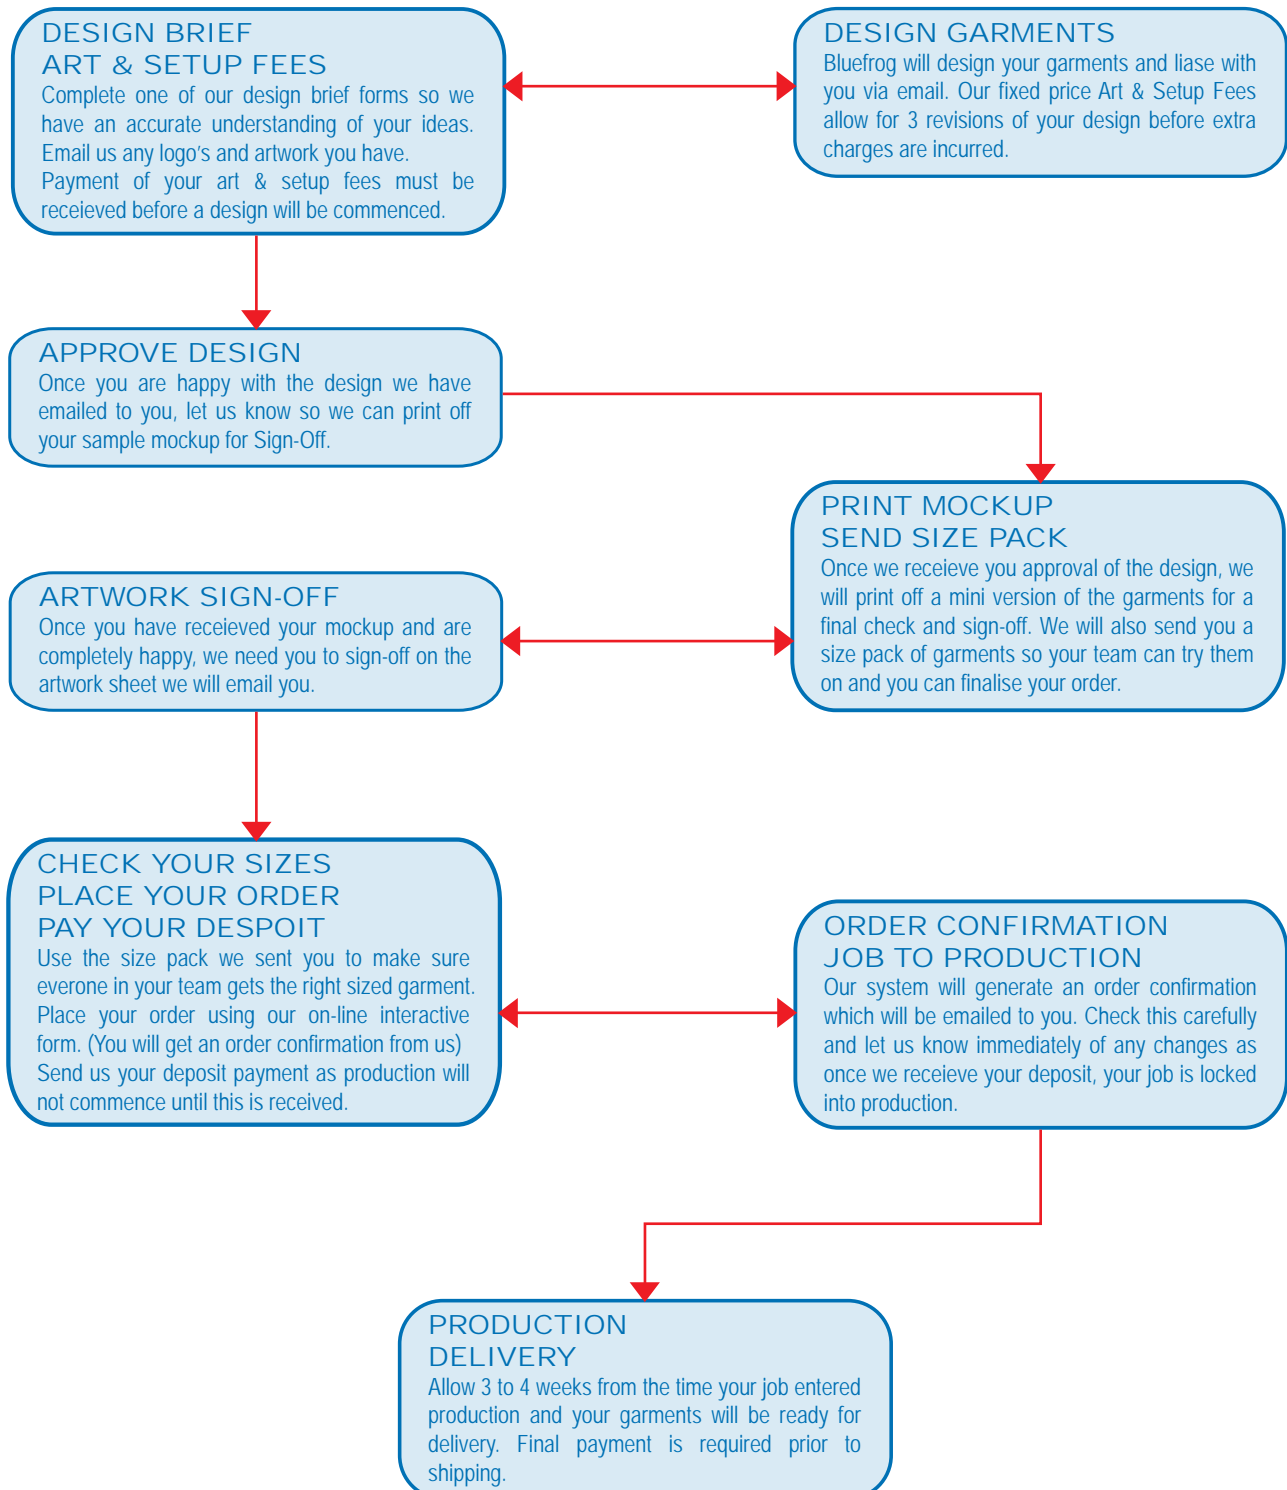 DESIGN BRIEF
ART & SETUP FEES
Complete one of our design brief forms so we
have an accurate understanding of your ideas.
Email us any logo's and artwork you have.
Payment of your art & setup fees must be
receieved before a design will be commenced.
DESIGN GARMENTS
Bluefrog will design your garments and liase with
you via email. Our fixed price Art & Setup Fees
allow for 3 revisions of your design before extra
charges are incurred.
APPROVE DESIGN
Once you are happy with the design we have
emailed to you, let us know so we can print off
your sample mockup for Sign-Off.
PRINT MOCKUP
SEND SIZE PACK
Once we receieve you approval of the design, we
will print off a mini version of the garments for a
final check and sign-off. We will also send you a
size pack of garments so your team can try them
on and you can finalise your order.
ARTWORK SIGN-OFF
Once you have receieved your mockup and are
completely happy, we need you to sign-off on the
artwork sheet we will email you.
CHECK YOUR SIZES
PLACE YOUR ORDER
PAY YOUR DESPOIT
Use the size pack we sent you to make sure
everone in your team gets the right sized garment.
Place your order using our on-line interactive
form. (You will get an order confirmation from us)
Send us your deposit payment as production will
not commence until this is received.
ORDER CONFIRMATION
JOB TO PRODUCTION
Our system will generate an order confirmation
which will be emailed to you. Check this carefully
and let us know immediately of any changes as
once we receieve your deposit, your job is locked
into production.
PRODUCTION
DELIVERY
Allow 3 to 4 weeks from the time your job entered
production and your garments will be ready for
delivery. Final payment is required prior to
shipping.